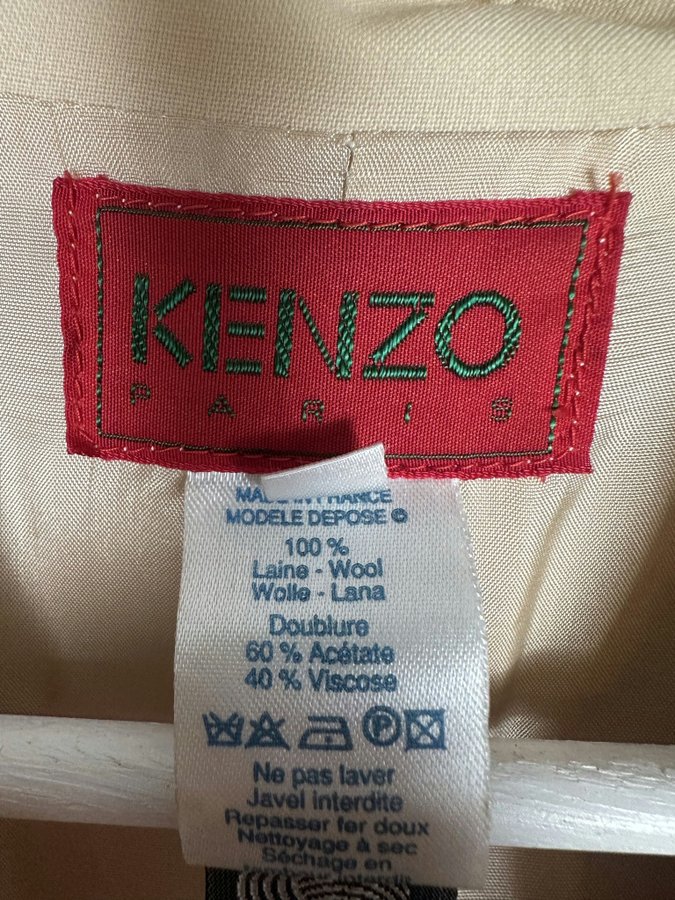 KENZO
PARIS
MADE IN FRANCE
MODELE DEPOSE ©
100 %
Laine - Wool
Wolle - Lana
Doublure
60 % Acétate
40 % Viscose
P
Ne pas laver
Javel interdite
Repasser fer doux
Nettoyage à sec
Séchage en